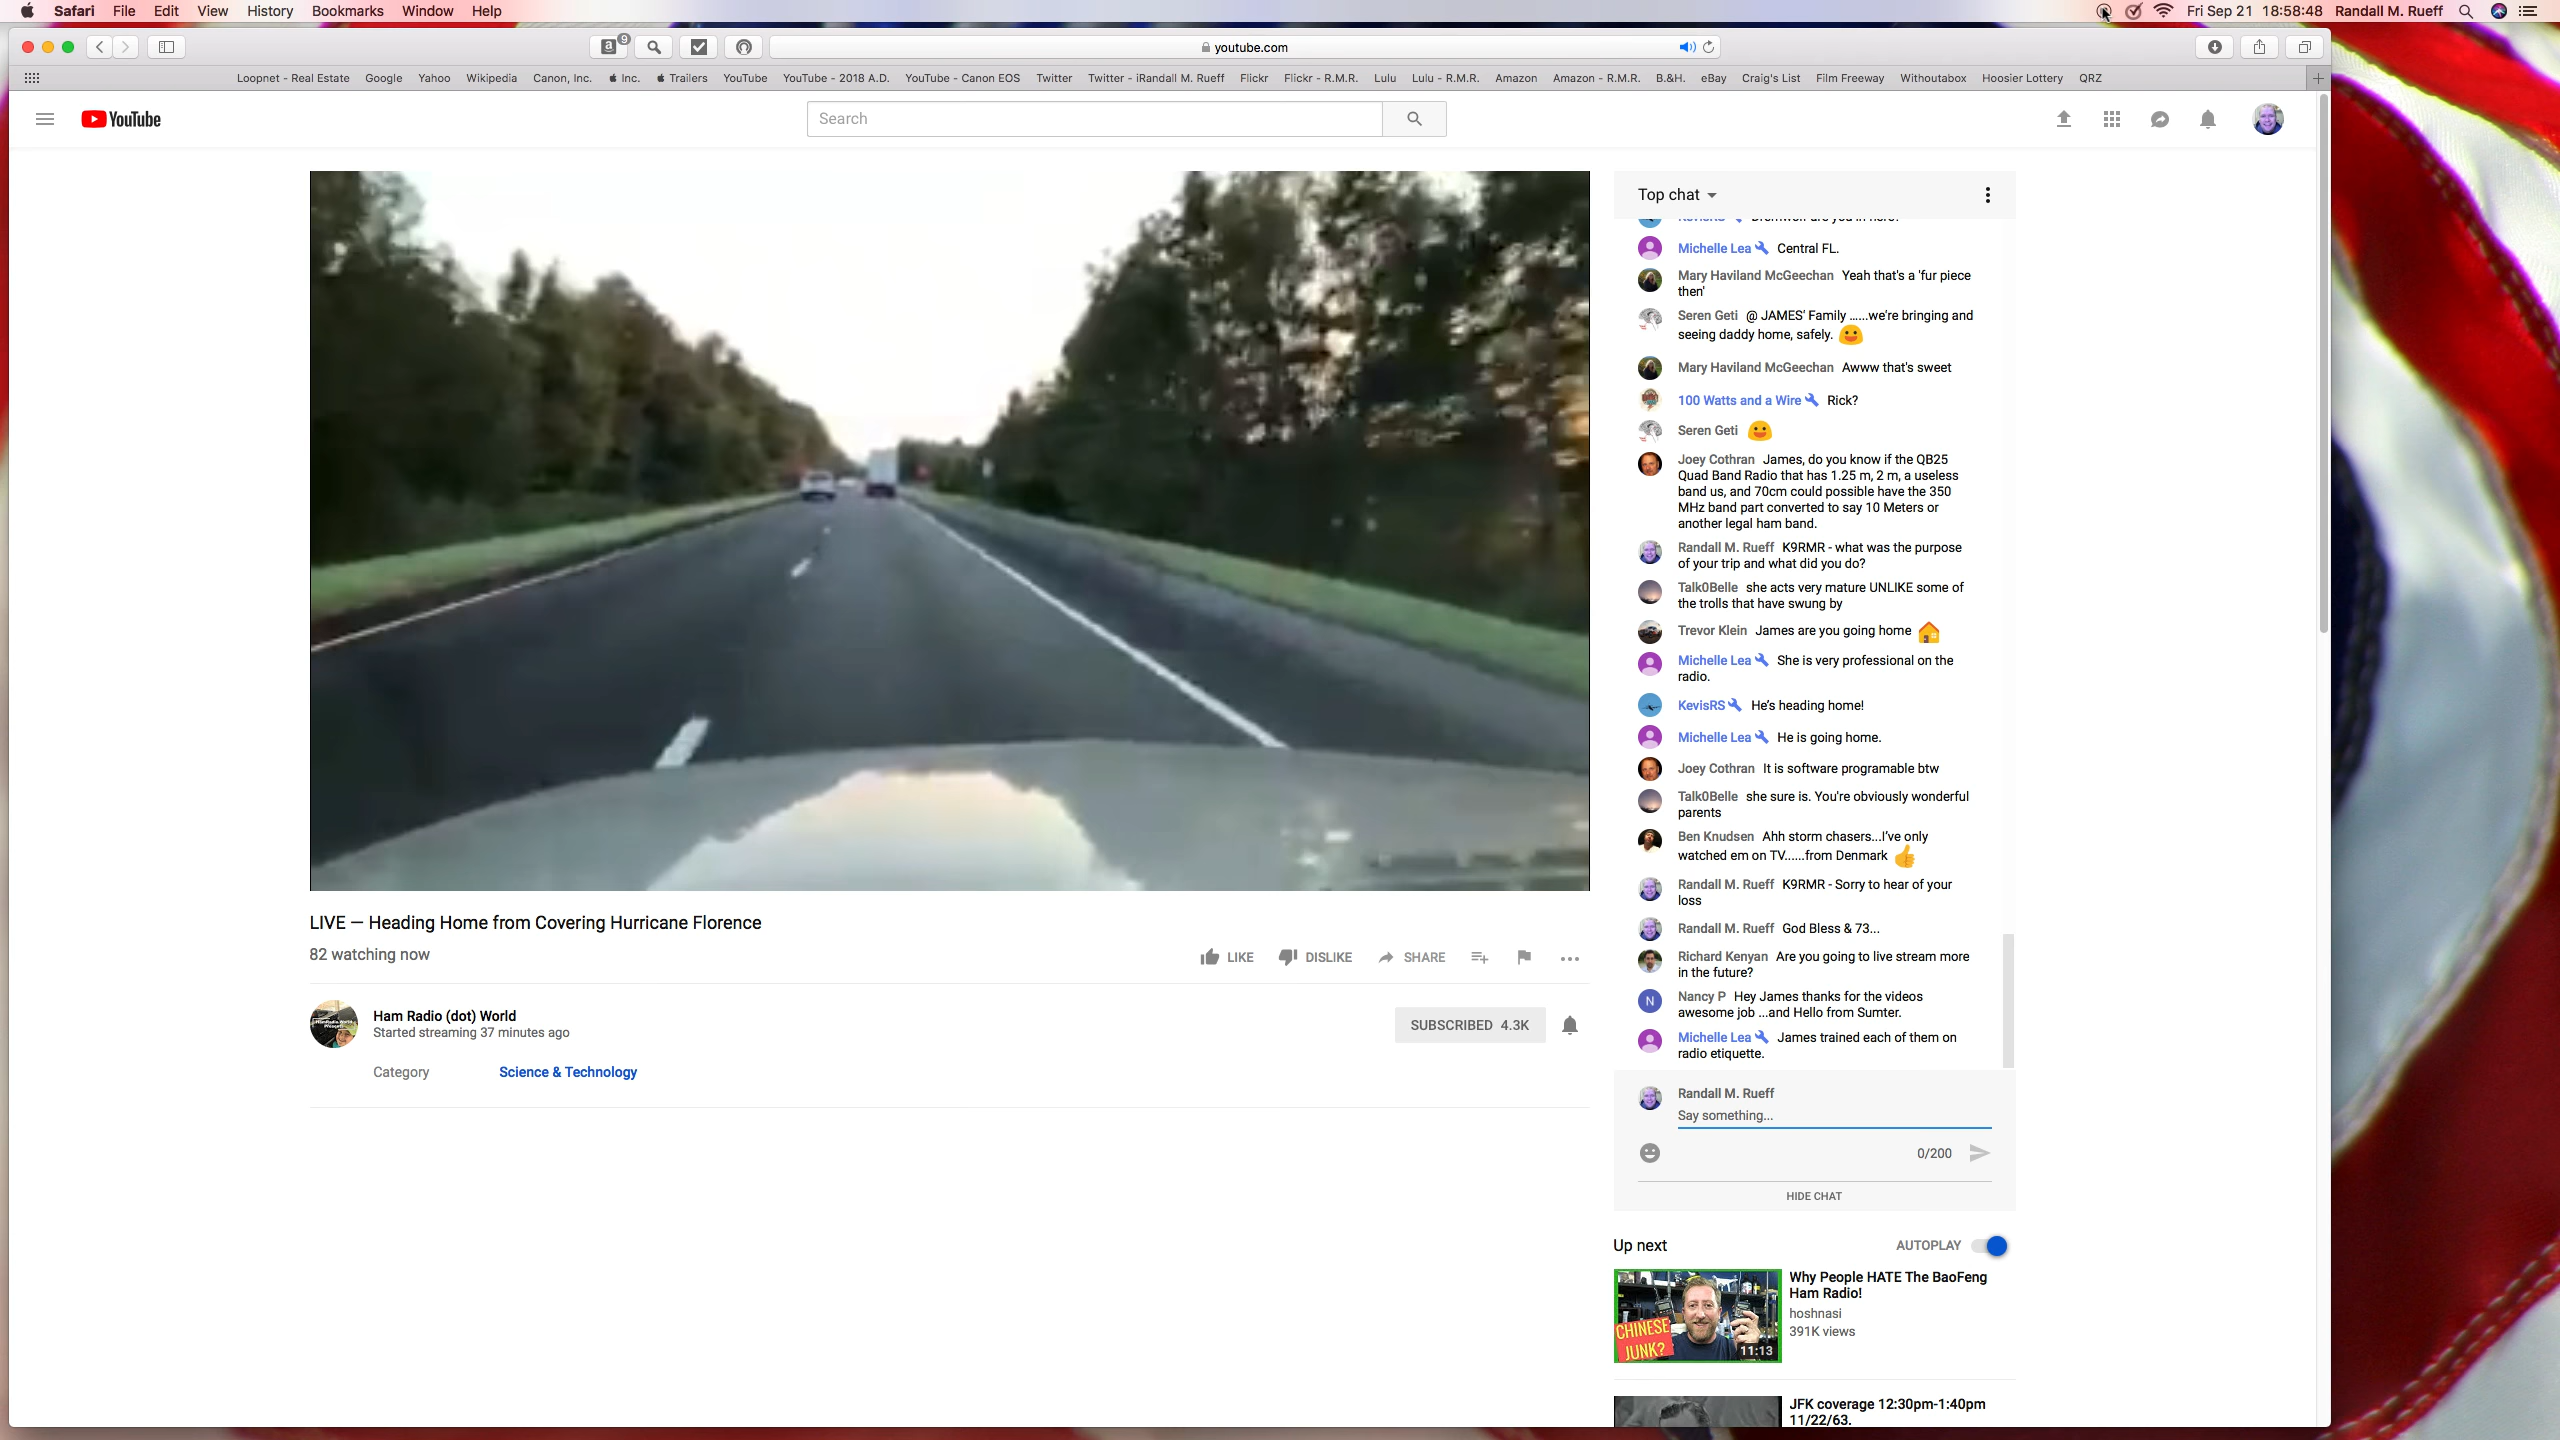 Safari File Edit View History Bookmarks Window Help
Fri Sep 21 18:58:48 Randall M. Rueff
9
youtube.com
Loopnet - Real Estate Google Yahoo Wikipedia Canon, Inc. Inc. Trailers YouTube YouTube - 2018 A.D. YouTube - Canon EOS Twitter Twitter - iRandall M. Rueff Flickr Flickr - R.M.R. Lulu Lulu - R.M.R. Amazon Amazon - R.M.R. B.&H. eBay Craig's List Film Freeway Withoutabox Hoosier Lottery QRZ
YouTube
Search
LIVE — Heading Home from Covering Hurricane Florence
82 watching now
LIKE DISLIKE SHARE
Ham Radio (dot) World
Started streaming 37 minutes ago
SUBSCRIBED 4.3K
Category Science & Technology
Top chat
Michelle Lea Central FL.
Mary Haviland McGeechan Yeah that's a 'fur piece
then'
Seren Geti @ JAMES' Family ......we're bringing and
seeing daddy home, safely.
Mary Haviland McGeechan Awww that's sweet
100 Watts and a Wire Rick?
Seren Geti
Joey Cothran James, do you know if the QB25
Quad Band Radio that has 1.25 m, 2 m, a useless
band us, and 70cm could possible have the 350
MHz band part converted to say 10 Meters or
another legal ham band.
Randall M. Rueff K9RMR - what was the purpose
of your trip and what did you do?
Talk0Belle she acts very mature UNLIKE some of
the trolls that have swung by
Trevor Klein James are you going home
Michelle Lea She is very professional on the
radio.
KevisRS He's heading home!
Michelle Lea He is going home.
Joey Cothran It is software programable btw
Talk0Belle she sure is. You're obviously wonderful
parents
Ben Knudsen Ahh storm chasers...I've only
watched em on TV......from Denmark
Randall M. Rueff K9RMR - Sorry to hear of your
loss
Randall M. Rueff God Bless & 73...
Richard Kenyan Are you going to live stream more
in the future?
N Nancy P Hey James thanks for the videos
awesome job ...and Hello from Sumter.
Michelle Lea James trained each of them on
radio etiquette.
Randall M. Rueff
Say something...
0/200
HIDE CHAT
Up next AUTOPLAY
CHINESE
JUNK?
11:13
Why People HATE The BaoFeng
Ham Radio!
hoshnasi
391K views
JFK coverage 12:30pm-1:40pm
11/22/63.